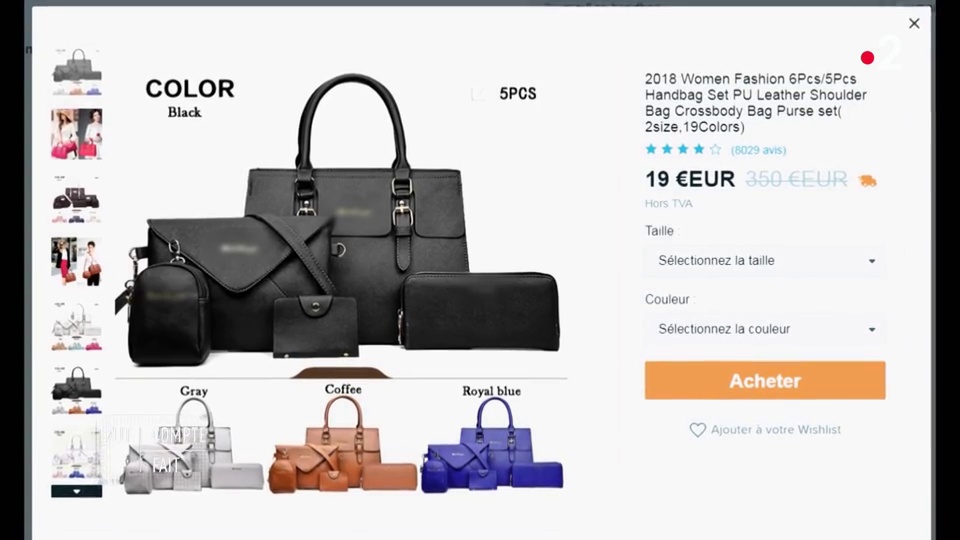 2
COLOR
Black
5PCS
2018 Women Fashion 6Pcs/5Pcs
Handbag Set PU Leather Shoulder
Bag Crossbody Bag Purse set(
2size,19Colors)
(8029 avis)
19 €EUR 350 €EUR
Hors TVA
Taille
Sélectionnez la taille
Couleur :
Sélectionnez la couleur
Acheter
Ajouter à votre Wishlist
Gray
Coffee
Royal blue
COMPTE
FAIT